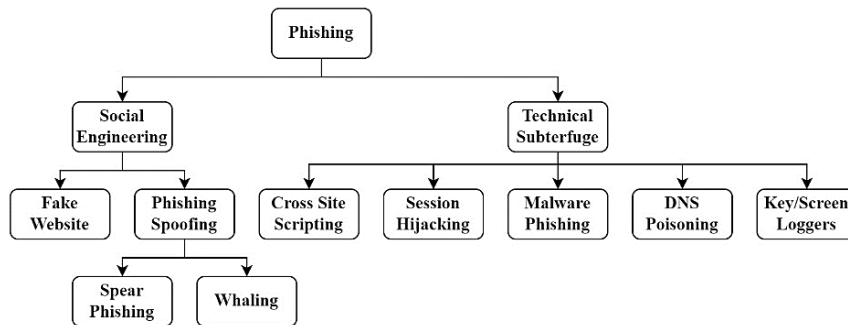 Phishing
Social
Engineering
Technical
Subterfuge
Fake
Website
Phishing
Spoofing
Cross Site
Scripting
Session
Hijacking
Malware
Phishing
DNS
Poisoning
Key/Screen
Loggers
Spear
Phishing
Whaling